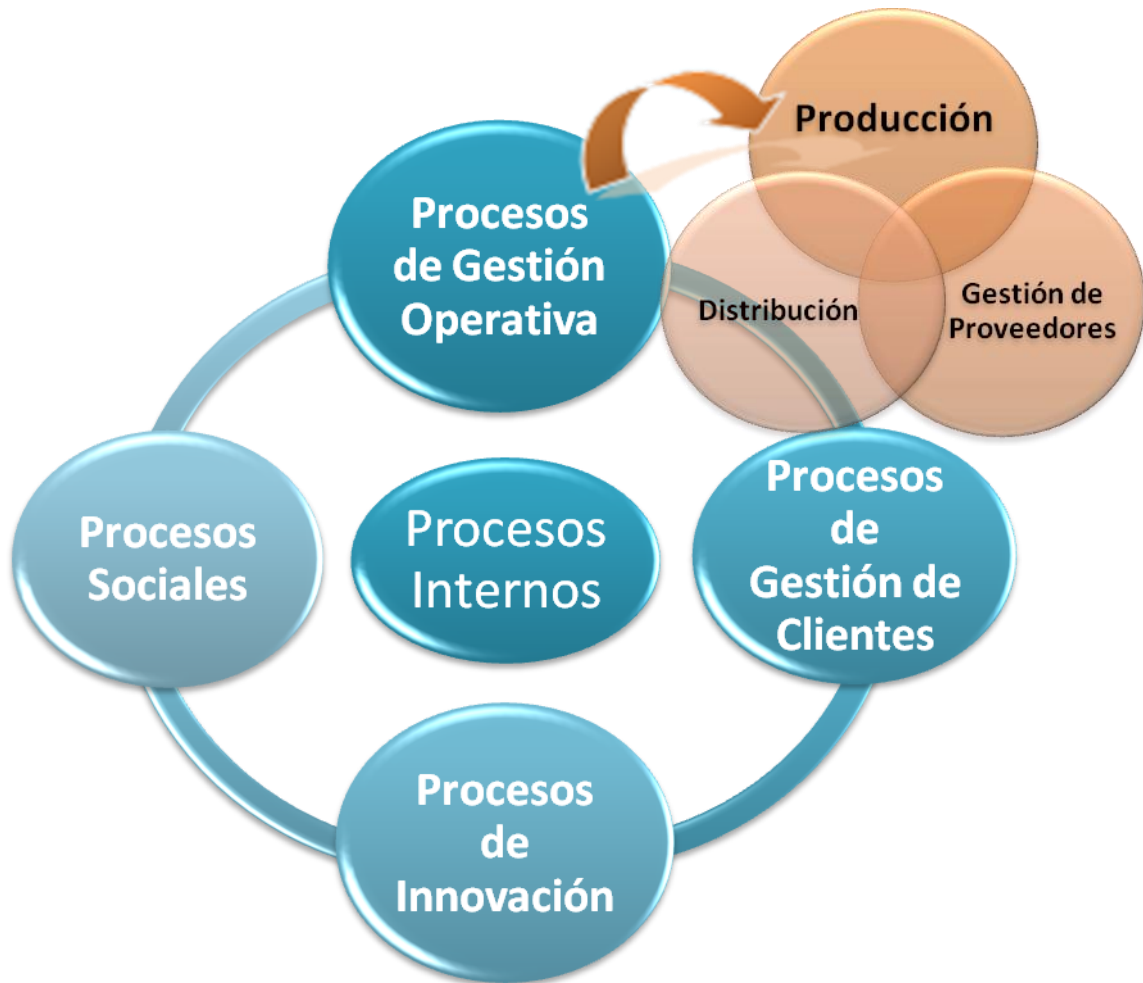 Producción
Distribución
Gestión de
Proveedores
Procesos
de Gestión
Operativa
Procesos
Sociales
Procesos
Internos
Procesos
de
Gestión de
Clientes
Procesos
de
Innovación